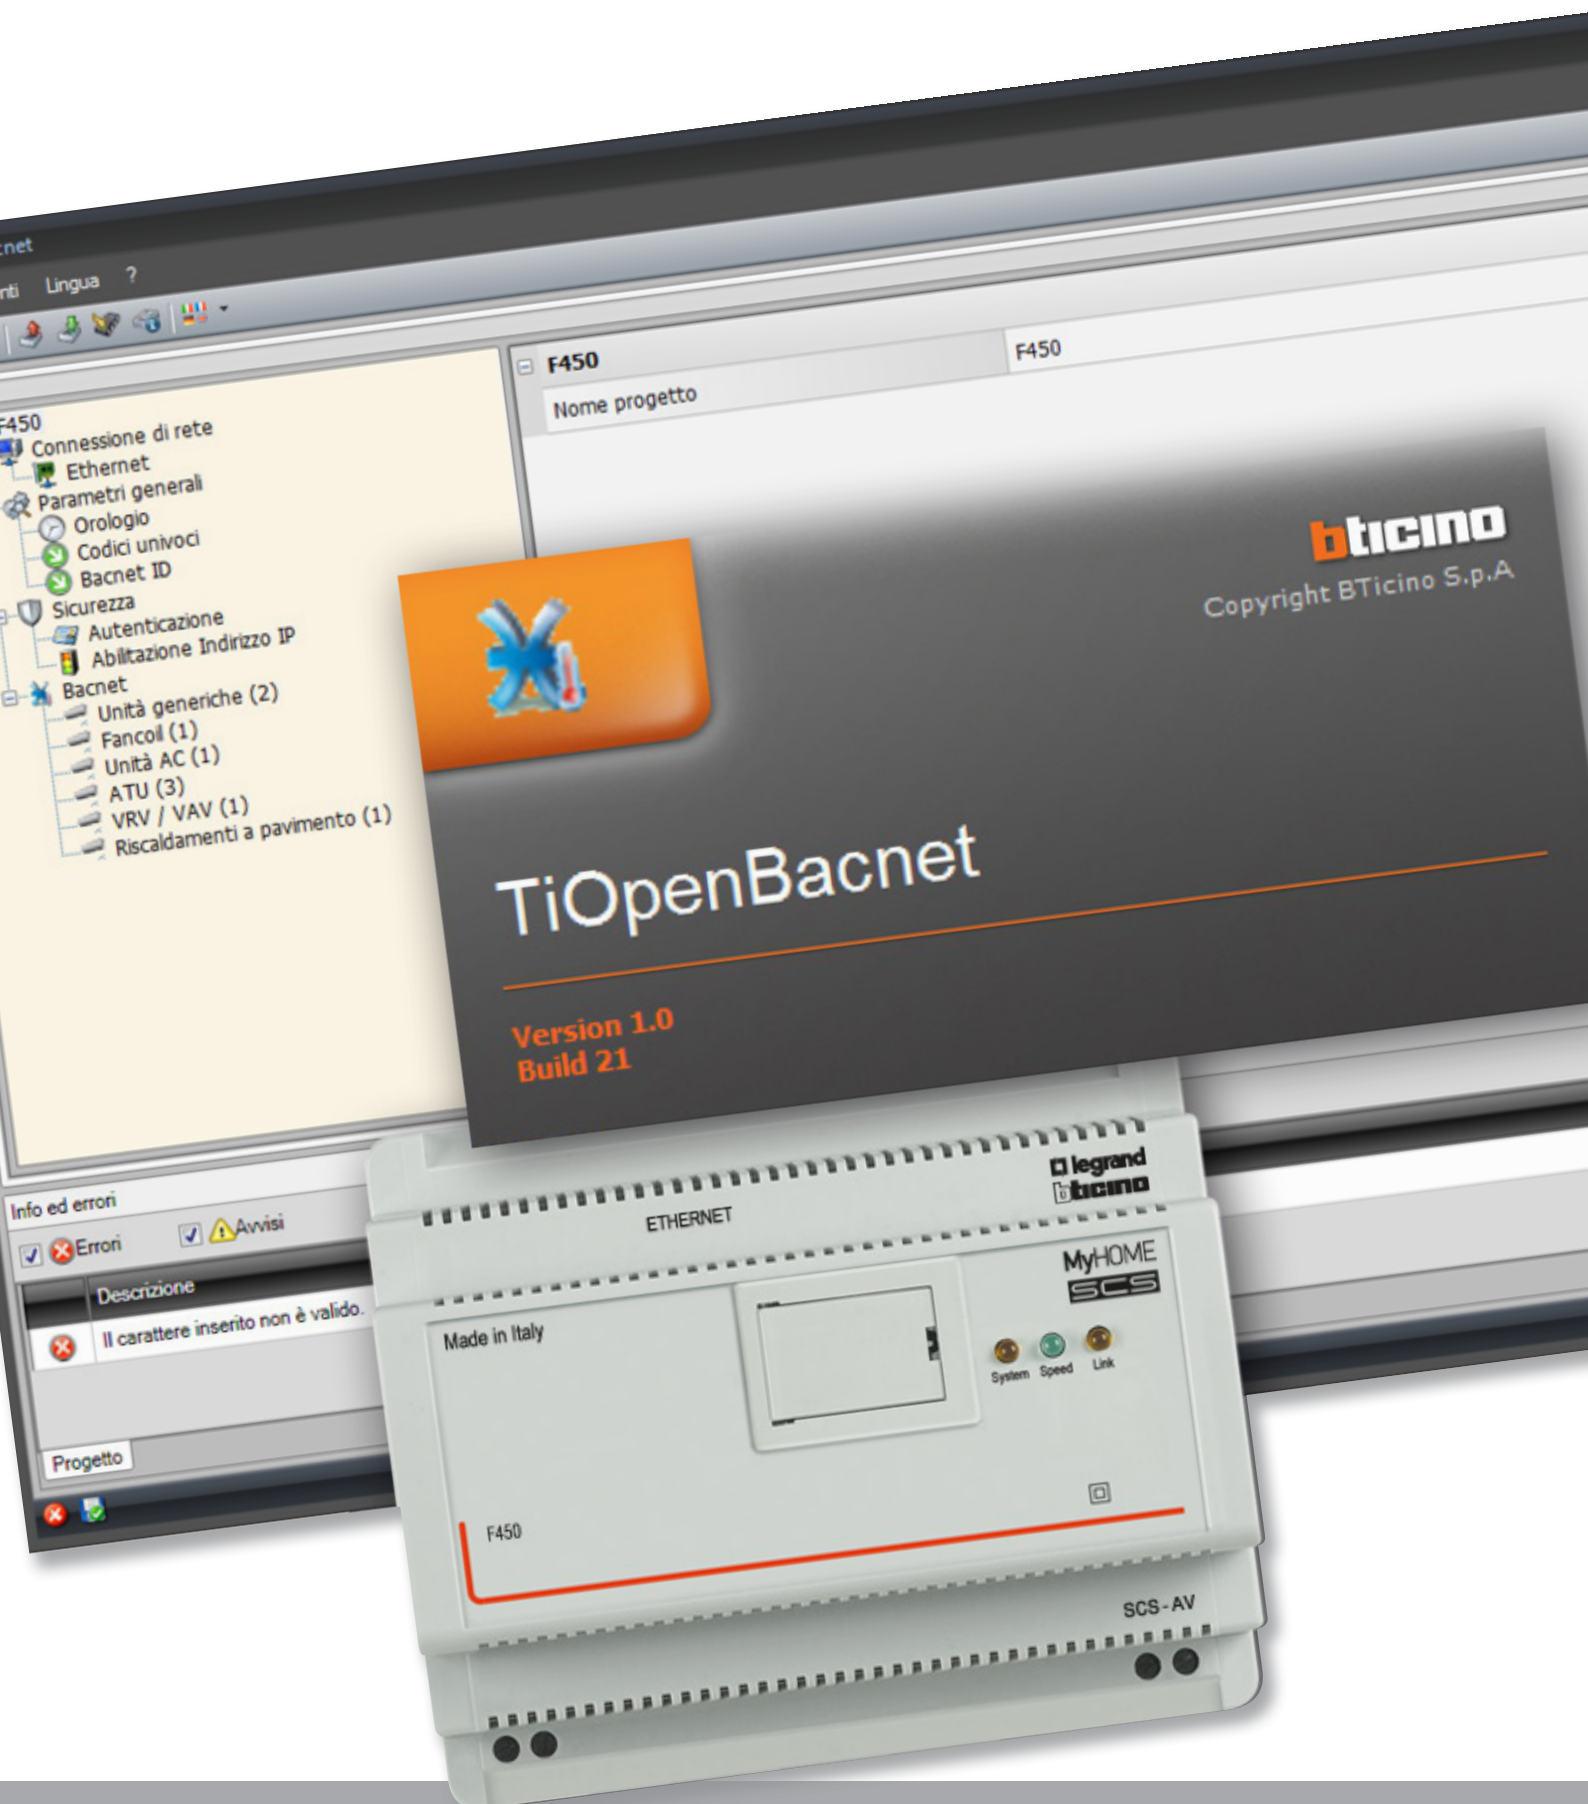 Lingua ?
F450
Nome progetto
F450
F450
Connessione di rete
Ethernet
Parametri generali
Orologio
Codici univoci
Bacnet ID
Sicurezza
Autenticazione
Abilitazione Indirizzo IP
Bacnet
Unità generiche (2)
Fancoil (1)
Unità AC (1)
ATU (3)
VRV / VAV (1)
Riscaldamenti a pavimento (1)
bticino
Copyright BTicino S.p.A
TiOpenBacnet
Version 1.0
Build 21
Info ed errori
Errori
Avvisi
Descrizione
Il carattere inserito non è valido.
Progetto
ETHERNET
legrand
bticino
MyHOME
SCS
Made in Italy
System Speed Link
F450
SCS-AV